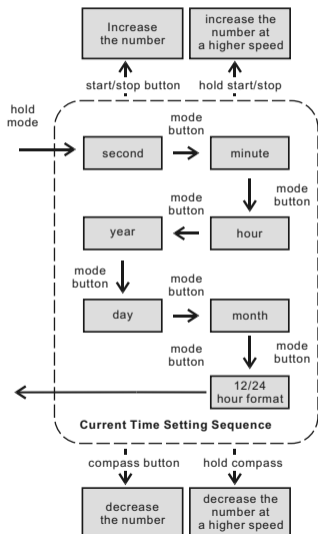 Increase
the number
increase the
number at
a higher speed
start/stop button
hold start/stop
hold
mode
mode
button
second
minute
mode
button
mode
button
year
hour
mode
button
mode
button
day
month
mode
button
mode
button
12/24
hour format
Current Time Setting Sequence
compass button
hold compass
decrease
the number
decrease the
number at
a higher speed